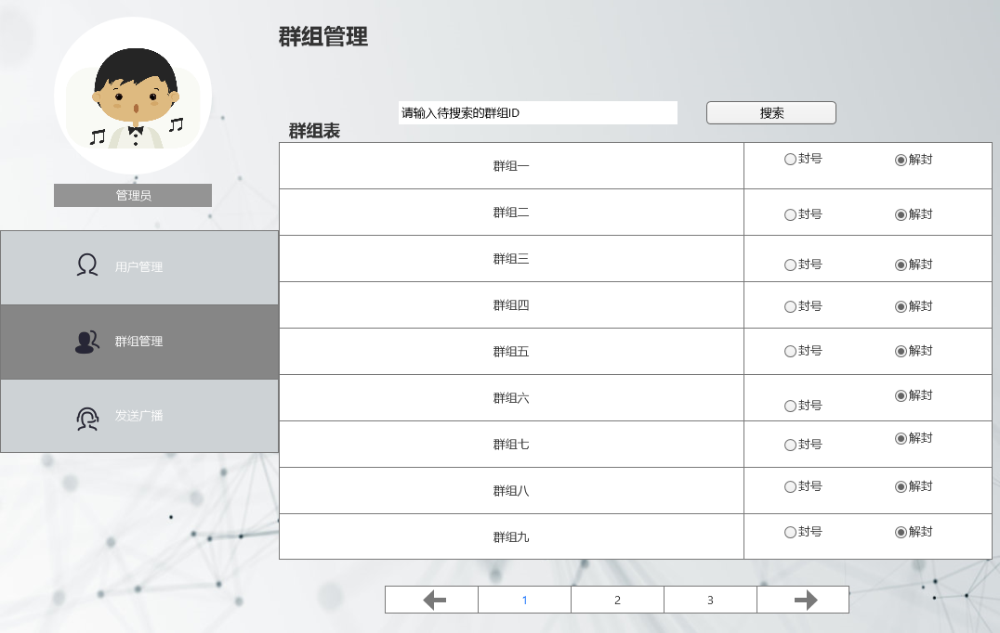 群组管理
请输入待搜索的群组ID
搜索
群组表
管理员
用户管理
群组管理
发送广播
群组一 封号 解封
群组二 封号 解封
群组三 封号 解封
群组四 封号 解封
群组五 封号 解封
群组六 封号 解封
群组七 封号 解封
群组八 封号 解封
群组九 封号 解封
1 2 3